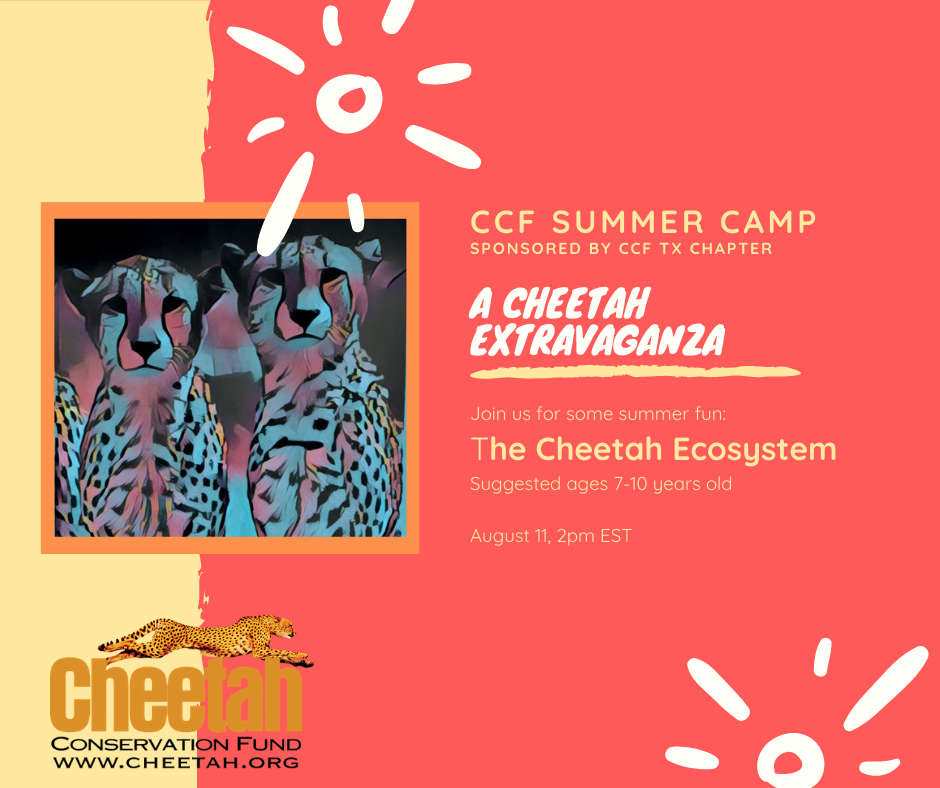 CCF SUMMER CAMP
SPONSORED BY CCF TX CHAPTER
A CHEETAH
EXTRAVAGANZA
Join us for some summer fun:
The Cheetah Ecosystem
Suggested ages 7-10 years old
August 11, 2pm EST
Cheetah
CONSERVATION FUND
WWW.CHEETAH.ORG